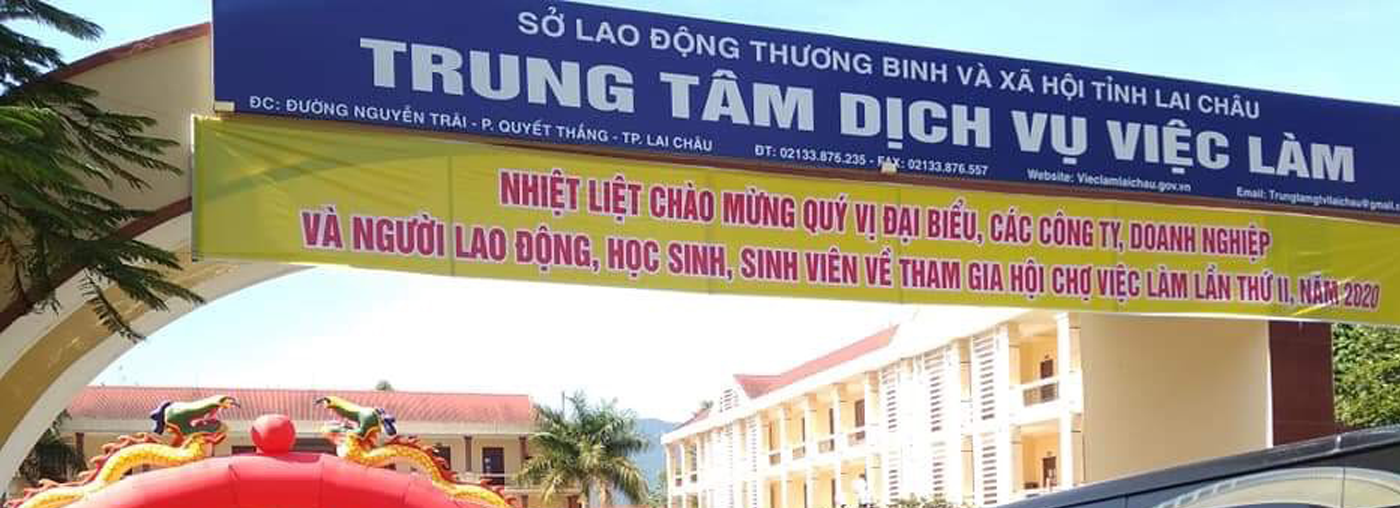 SỞ LAO ĐỘNG THƯƠNG BINH VÀ XÃ HỘI TỈNH LAI CHÂU
TRUNG TÂM DỊCH VỤ VIỆC LÀM
ĐC: ĐƯỜNG NGUYỄN TRÃI - P. QUYẾT THẮNG - TP. LAI CHÂU ĐT: 02133.875.235 - FAX: 02133.876.557 Website: Vieclamlaichau.gov.vn Email:
NHIỆT LIỆT CHÀO MỪNG QUÝ VỊ ĐẠI BIỂU, CÁC CÔNG TY, DOANH NGHIỆP
VÀ NGƯỜI LAO ĐỘNG, HỌC SINH, SINH VIÊN VỀ THAM GIA HỘI CHỢ VIỆC LÀM LẦN THỨ II, NĂM 2020